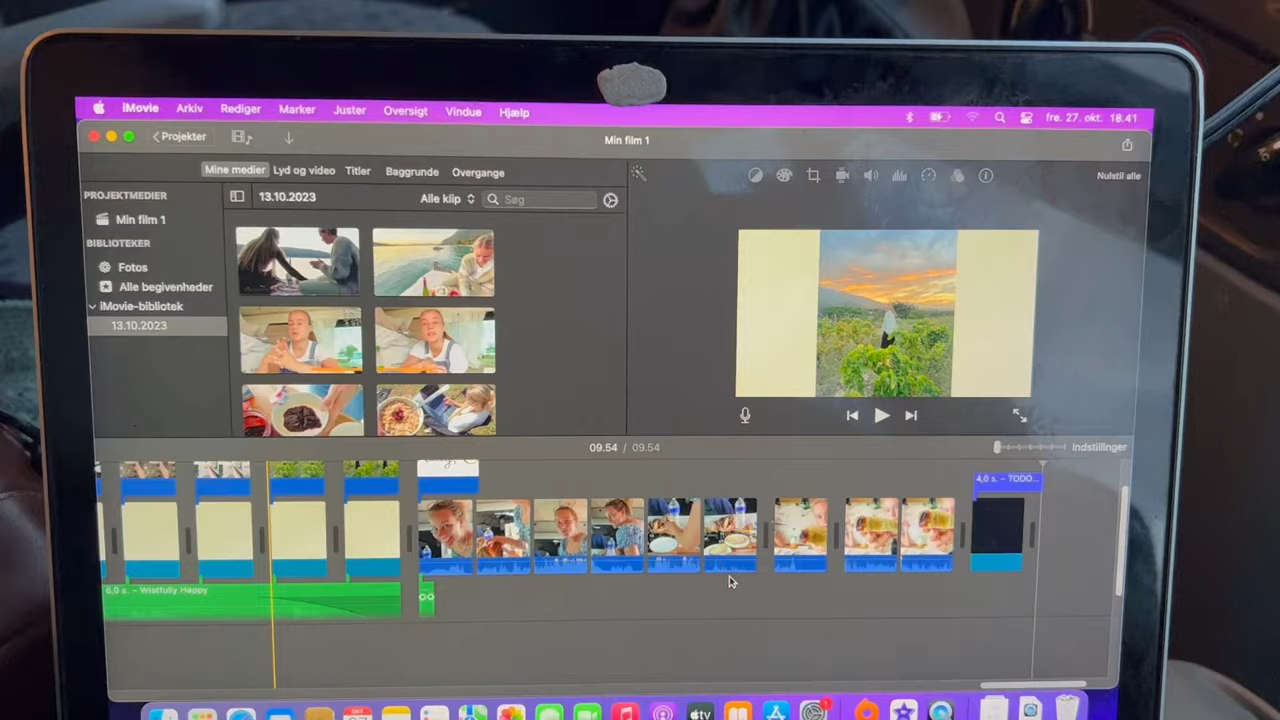 iMovie Arkiv Rediger Marker Juster Oversigt Vindue Hjælp fre. 27. okt. 18.41
Projekter Min film 1
Mine medier Lyd og video Titler Baggrunde Overgange Nulstil alle
PROJEKTMEDIER
Min film 1
BIBLIOTEKER
Fotos
Alle begivenheder
iMovie-bibliotek
13.10.2023
13.10.2023 Alle klip Søg
09.54 / 09.54 Indstillinger
4,0 s. – TODO...
6,0 s. – Wistfully Happy
tv